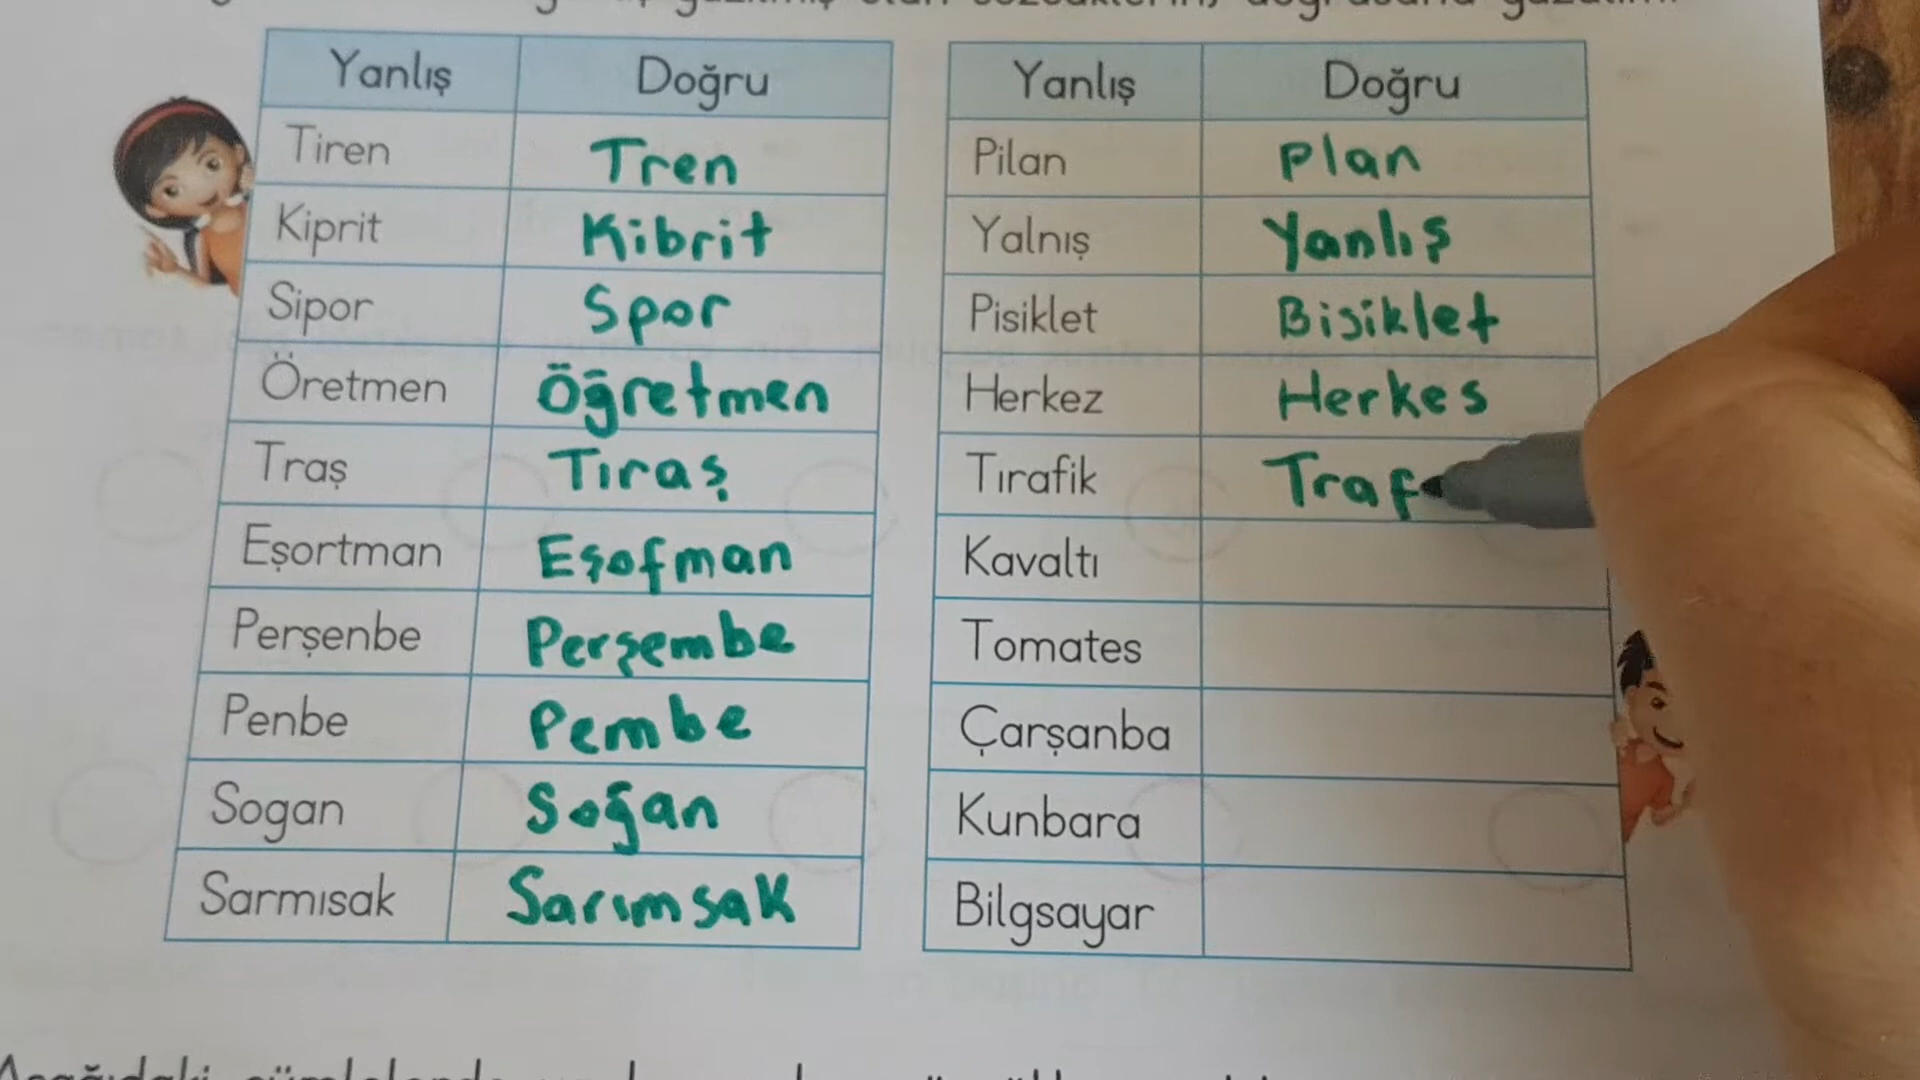 Yanlış Doğru
Tiren Tren
Kiprit Kibrit
Sipor Spor
Öretmen Öğretmen
Traş Tıraş
Eşortman Eşofman
Perşenbe Perşembe
Penbe Pembe
Sogan Soğan
Sarmısak Sarımsak
Yanlış Doğru
Pilan Plan
Yalnış Yanlış
Pisiklet Bisiklet
Herkez Herkes
Tırafik Traf
Kavaltı
Tomates
Çarşanba
Kunbara
Bilgsayar